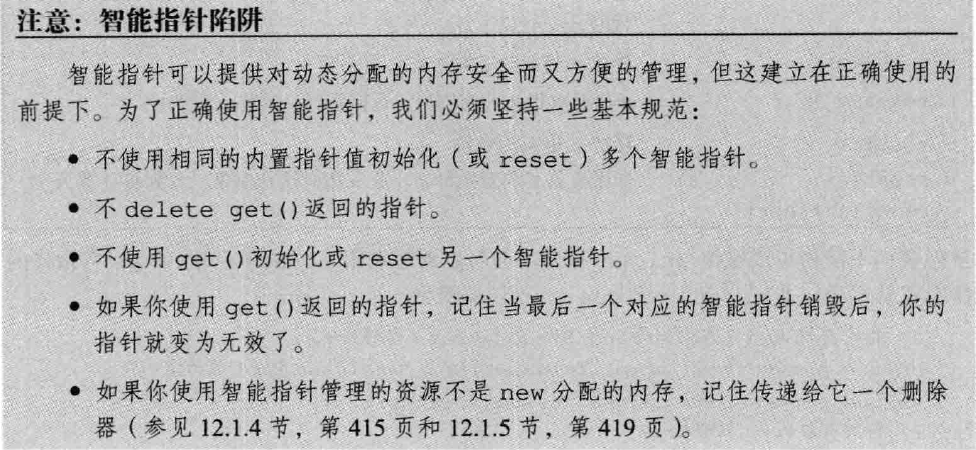 注意：智能指针陷阱
智能指针可以提供对动态分配的内存安全而又方便的管理，但这建立在正确使用的
前提下。为了正确使用智能指针，我们必须坚持一些基本规范：
• 不使用相同的内置指针值初始化（或 reset）多个智能指针。
• 不 delete get()返回的指针。
• 不使用 get()初始化或 reset 另一个智能指针。
• 如果你使用 get()返回的指针，记住当最后一个对应的智能指针销毁后，你的
指针就变为无效了。
• 如果你使用智能指针管理的资源不是 new 分配的内存，记住传递给它一个删除
器（参见 12.1.4 节，第 415 页和 12.1.5 节，第 419 页）。